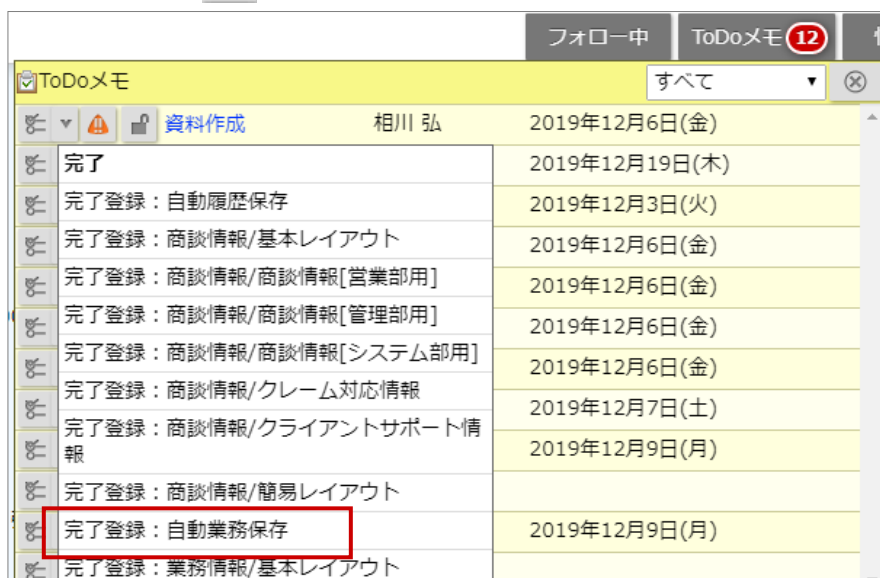 フォロー中 ToDoメモ 12
ToDoメモ すべて
資料作成 相川 弘 2019年12月6日(金)
完了 2019年12月19日(木)
完了登録：自動履歴保存 2019年12月3日(火)
完了登録：商談情報/基本レイアウト 2019年12月6日(金)
完了登録：商談情報/商談情報[営業部用] 2019年12月6日(金)
完了登録：商談情報/商談情報[管理部用] 2019年12月6日(金)
完了登録：商談情報/商談情報[システム部用] 2019年12月6日(金)
完了登録：商談情報/クレーム対応情報 2019年12月7日(土)
完了登録：商談情報/クライアントサポート情
報 2019年12月9日(月)
完了登録：商談情報/簡易レイアウト
完了登録：自動業務保存 2019年12月9日(月)
完了登録：業務情報/基本レイアウト